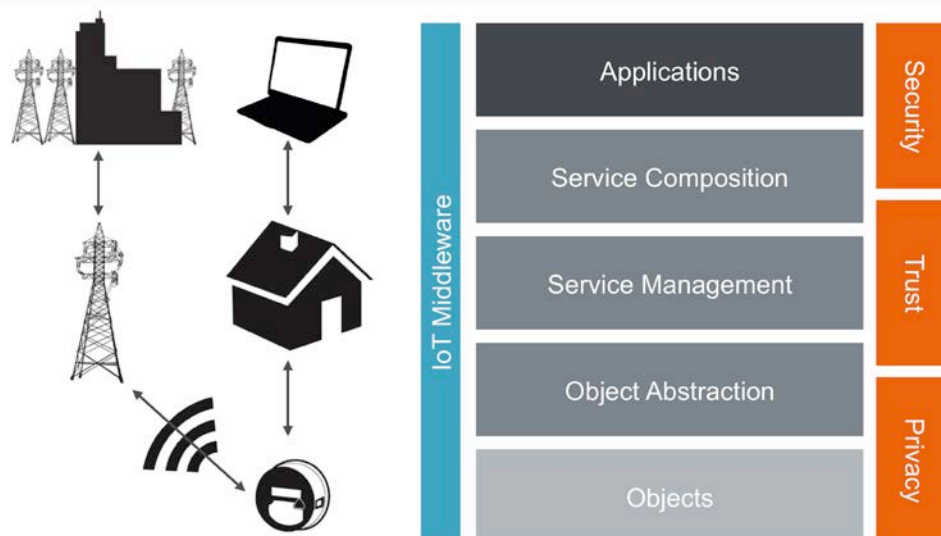 IoT Middleware
Applications
Service Composition
Service Management
Object Abstraction
Objects
Security
Trust
Privacy